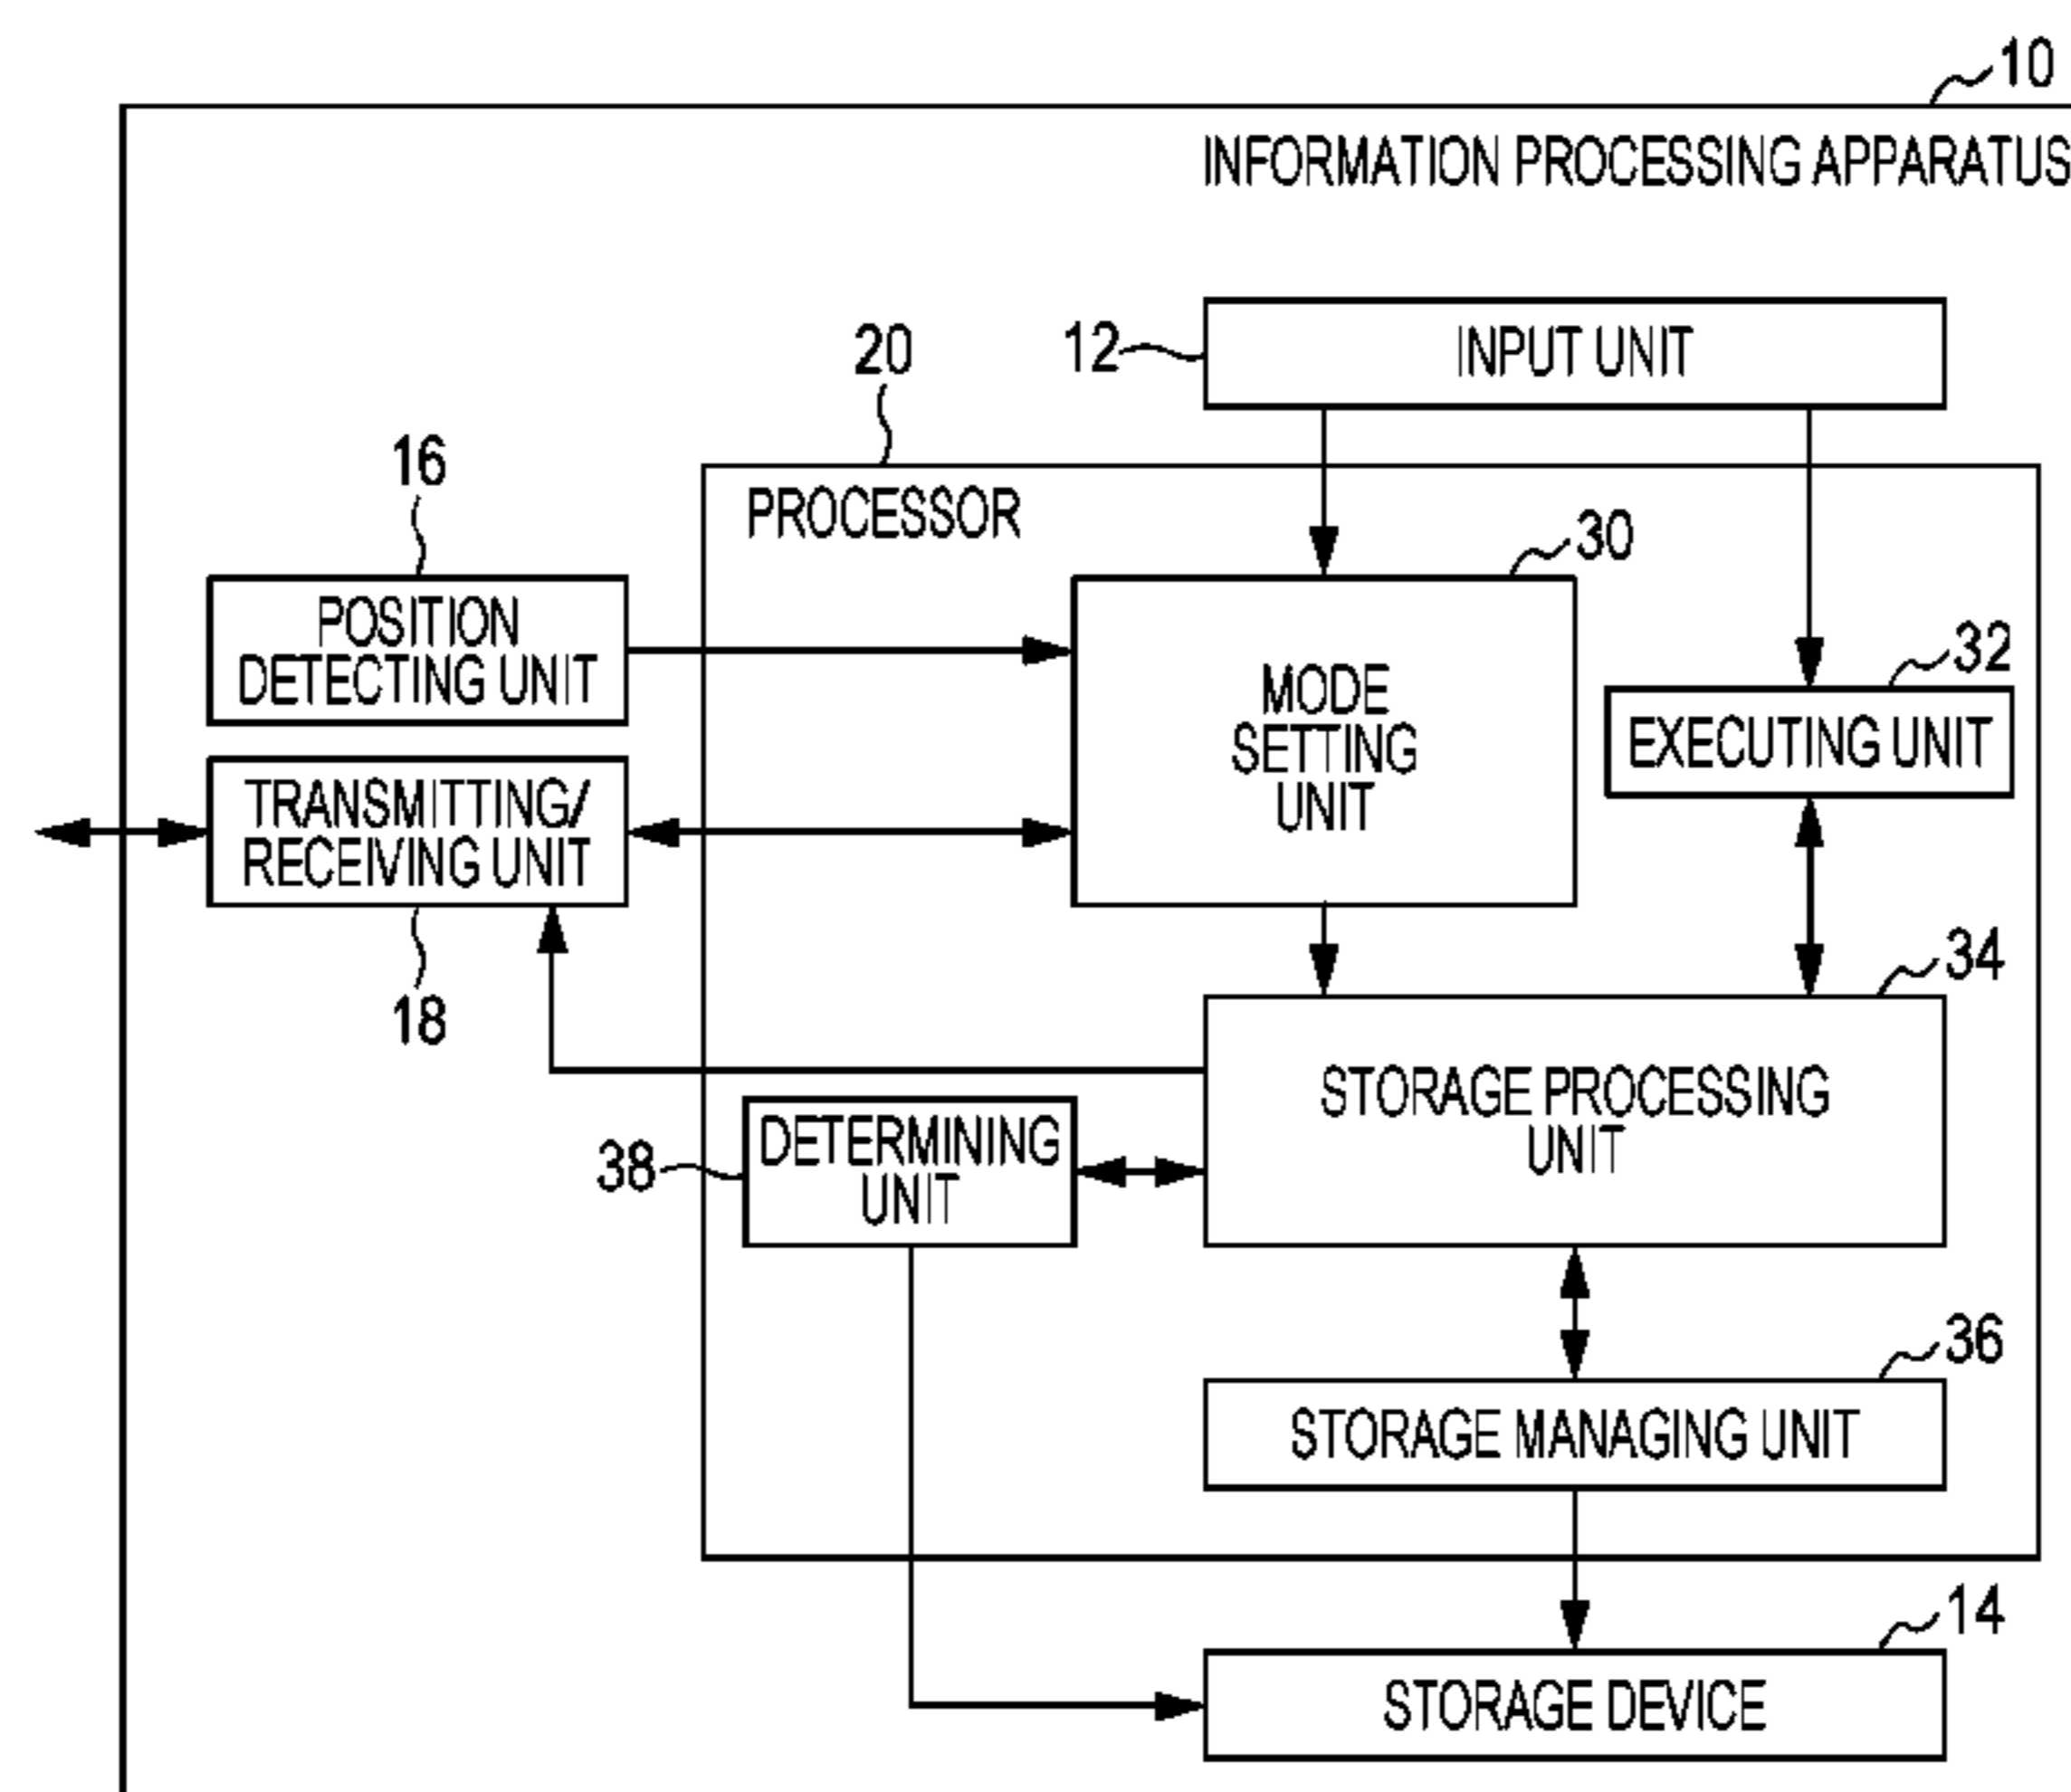 10
INFORMATION PROCESSING APPARATUS
12
INPUT UNIT
20
PROCESSOR
16
POSITION
DETECTING UNIT
30
MODE
SETTING
UNIT
32
EXECUTING UNIT
TRANSMITTING/
RECEIVING UNIT
18
34
STORAGE PROCESSING
UNIT
38
DETERMINING
UNIT
36
STORAGE MANAGING UNIT
14
STORAGE DEVICE